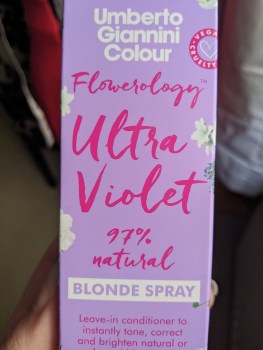 Umberto
Giannini
Colour
Flowerology™
Ultra
Violet
97%
natural
BLONDE SPRAY
Leave-in conditioner to
instantly tone, correct
and brighten natural or